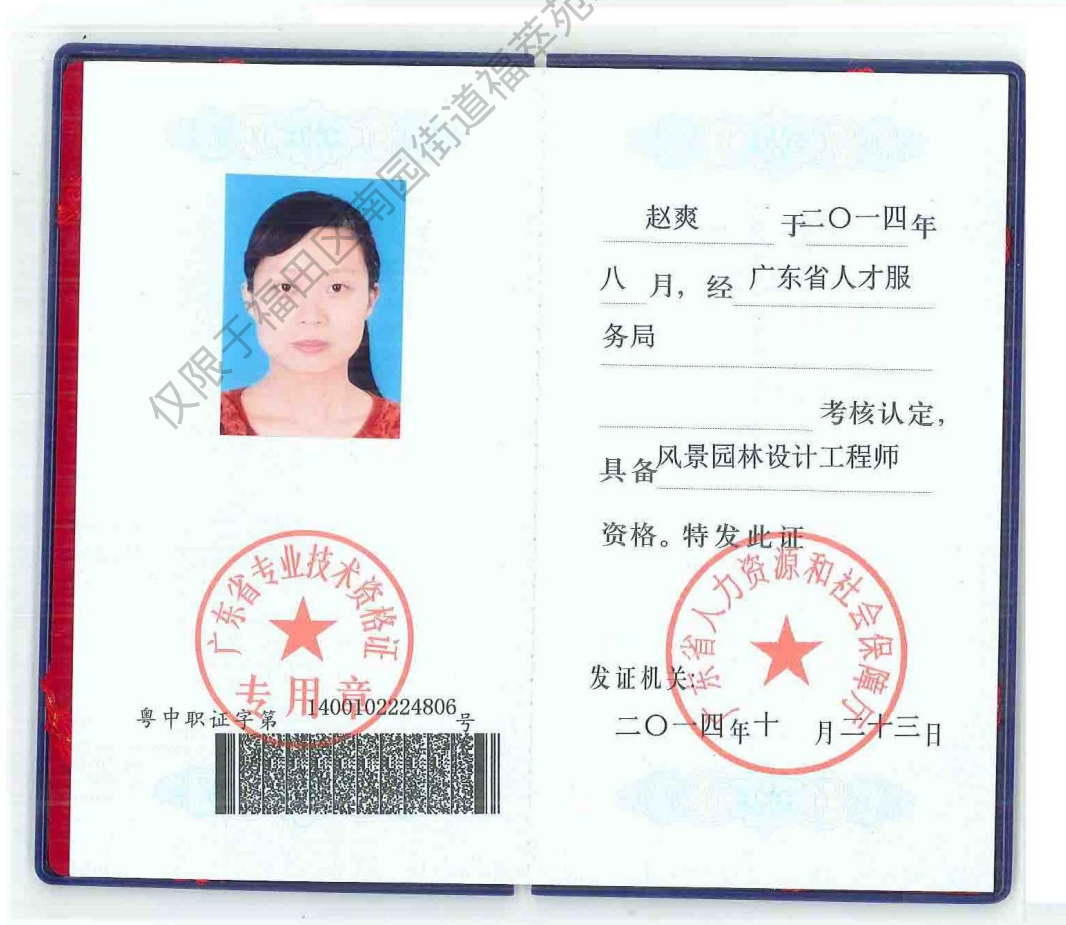 仅限于福田区南园街道福萃苑
广东省专业技术资格证
专用章
粤中职证字第 1400102224806 号
赵爽 于二〇一四年
八 月，经 广东省人才服
务局
考核认定，
具备 风景园林设计工程师
资格。特发此证
广东省人力资源和社会保障厅
发证机关：
二〇一四年十 月二十三日